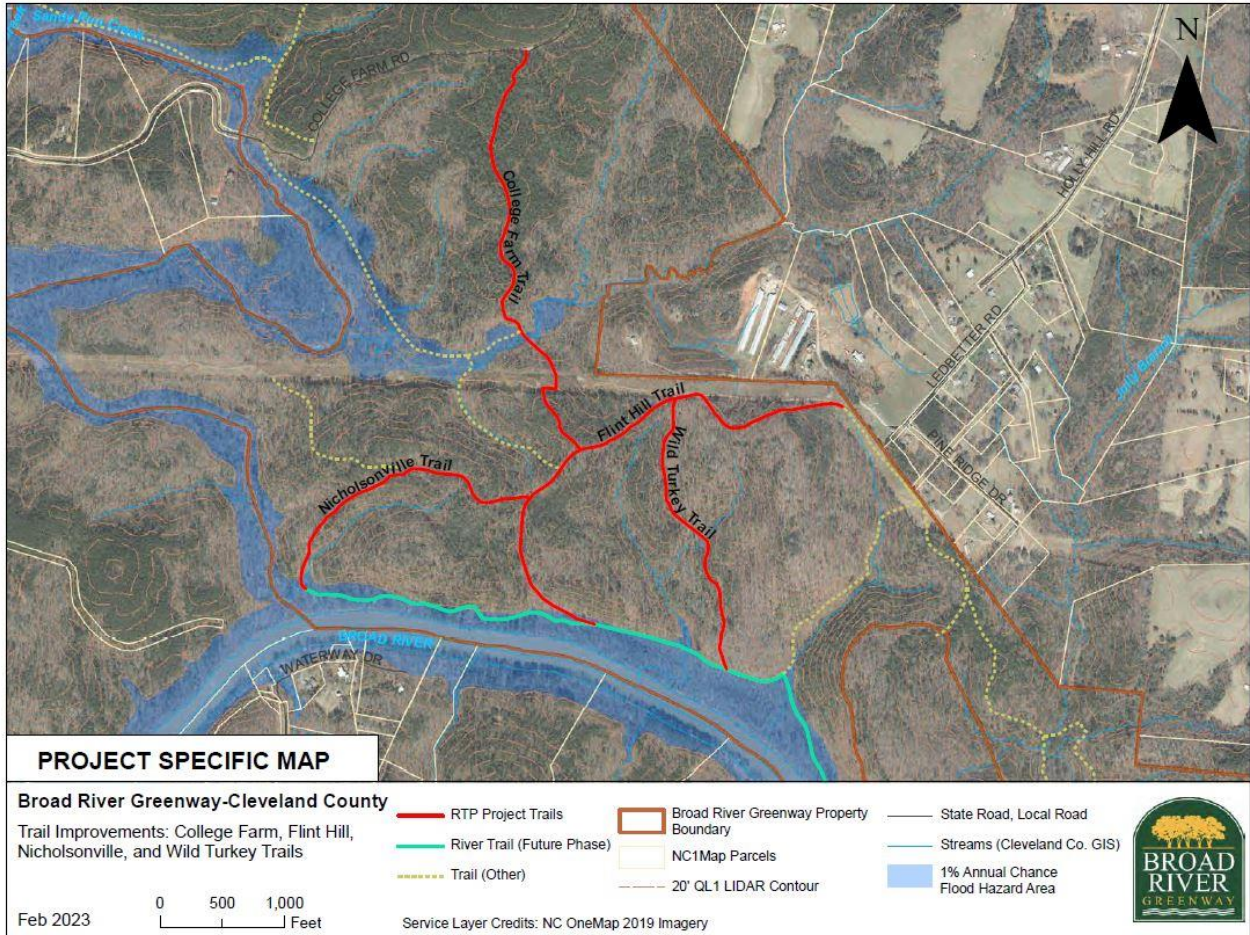 Sandy Run Creek
N
COLLEGE FARM RD
HOLLY HILL RD
College Farm Trail
LEDBETTER RD
Jolly Branch
Flint Hill Trail
PINE RIDGE DR
Nicholsonville Trail
Wild Turkey Trail
BROAD RIVER
WATERWAY DR
PROJECT SPECIFIC MAP
Broad River Greenway-Cleveland County
Trail Improvements: College Farm, Flint Hill,
Nicholsonville, and Wild Turkey Trails
Feb 2023
0 500 1,000
Feet
RTP Project Trails
River Trail (Future Phase)
Trail (Other)
Broad River Greenway Property
Boundary
NC1Map Parcels
20' QL1 LIDAR Contour
State Road, Local Road
Streams (Cleveland Co. GIS)
1% Annual Chance
Flood Hazard Area
Service Layer Credits: NC OneMap 2019 Imagery
BROAD
RIVER
GREENWAY